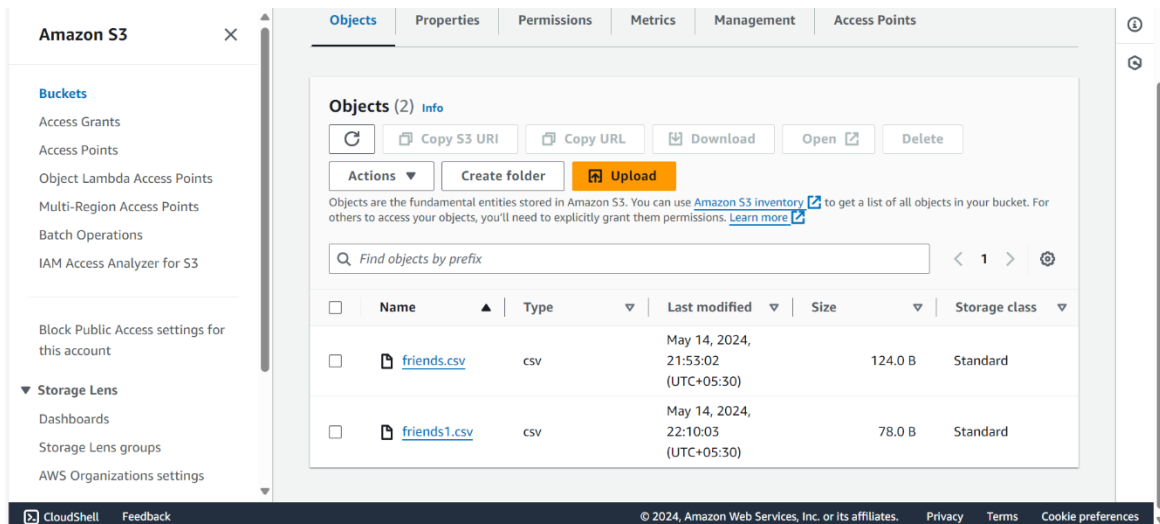 Amazon S3
Buckets
Access Grants
Access Points
Object Lambda Access Points
Multi-Region Access Points
Batch Operations
IAM Access Analyzer for S3
Block Public Access settings for
this account
Storage Lens
Dashboards
Storage Lens groups
AWS Organizations settings
Objects Properties Permissions Metrics Management Access Points
Objects (2) Info
Copy S3 URI Copy URL Download Open Delete
Actions Create folder Upload
Objects are the fundamental entities stored in Amazon S3. You can use Amazon S3 inventory to get a list of all objects in your bucket. For
others to access your objects, you'll need to explicitly grant them permissions. Learn more
Find objects by prefix 1
Name Type Last modified Size Storage class
May 14, 2024,
friends.csv csv 21:53:02 124.0 B Standard
(UTC+05:30)
May 14, 2024,
friends1.csv csv 22:10:03 78.0 B Standard
(UTC+05:30)
CloudShell Feedback © 2024, Amazon Web Services, Inc. or its affiliates. Privacy Terms Cookie preferences